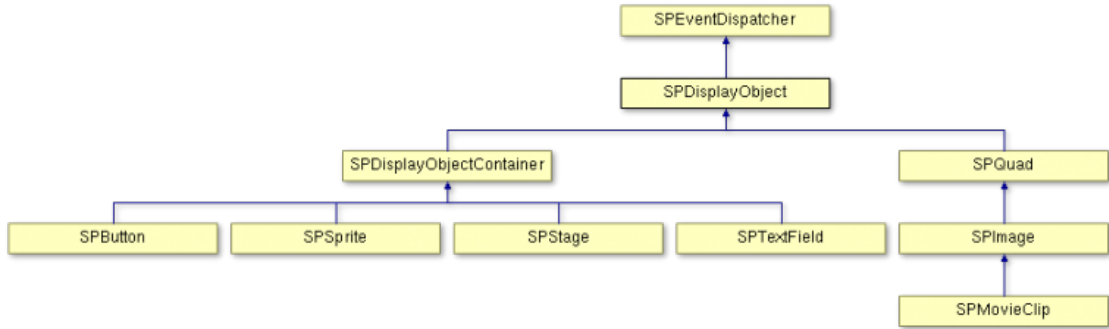 SPEventDispatcher
SPDisplayObject
SPDisplayObjectContainer
SPQuad
SPButton
SPSprite
SPStage
SPTextField
SPImage
SPMovieClip